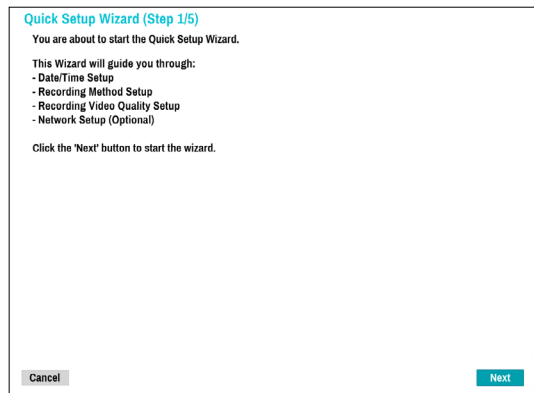 Quick Setup Wizard (Step 1/5)
You are about to start the Quick Setup Wizard.
This Wizard will guide you through:
- Date/Time Setup
- Recording Method Setup
- Recording Video Quality Setup
- Network Setup (Optional)
Click the 'Next' button to start the wizard.
Cancel
Next